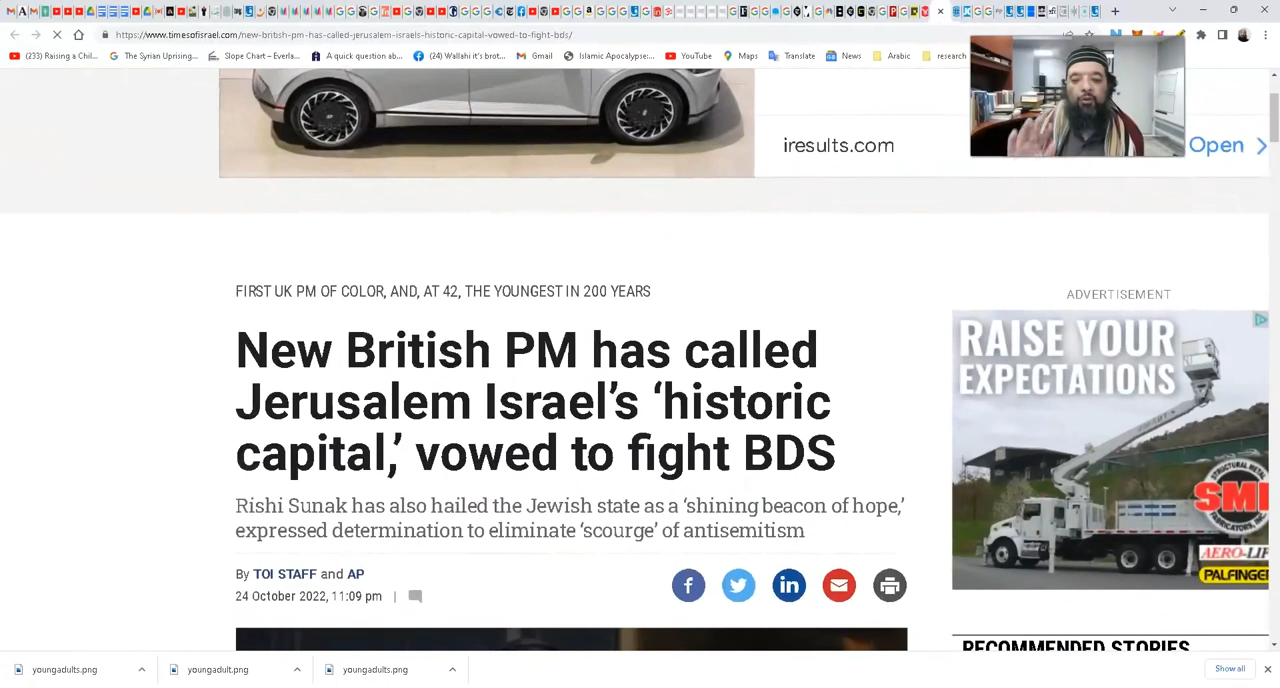 https://www.timesofisrael.com/new-british-pm-has-called-jerusalem-israels-historic-capital-vowed-to-fight-bds/
(233) Raising a Chil...
The Syrian Uprising...
Slope Chart – Everla...
A quick question ab...
(24) Wallahi it's brot...
Gmail
Islamic Apocalypse:...
YouTube
Maps
Translate
News
Arabic
research
iresults.com
Open
FIRST UK PM OF COLOR, AND, AT 42, THE YOUNGEST IN 200 YEARS
New British PM has called
Jerusalem Israel's 'historic
capital,' vowed to fight BDS
Rishi Sunak has also hailed the Jewish state as a 'shining beacon of hope,'
expressed determination to eliminate 'scourge' of antisemitism
By TOI STAFF and AP
24 October 2022, 11:09 pm
ADVERTISEMENT
RAISE YOUR
EXPECTATIONS
STRUCTURAL METAL
AERO-LIF
PALFINGER
RECOMMENDED STORIES
youngadults.png
youngadult.png
youngadults.png
Show all